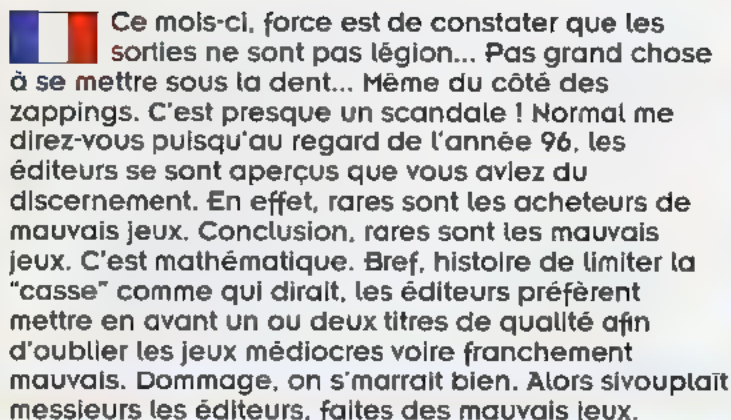 Ce mois-ci, force est de constater que les
sorties ne sont pas légion... Pas grand chose
à se mettre sous la dent... Même du côté des
zappings. C'est presque un scandale ! Normal me
direz-vous puisqu'au regard de l'année 96, les
éditeurs se sont aperçus que vous aviez du
discernement. En effet, rares sont les acheteurs de
mauvais jeux. Conclusion, rares sont les mauvais
jeux. C'est mathématique. Bref, histoire de limiter la
"casse" comme qui dirait, les éditeurs préfèrent
mettre en avant un ou deux titres de qualité afin
d'oublier les jeux médiocres voire franchement
mauvais. Dommage, on s'marrait bien. Alors sivouplaît
messieurs les éditeurs, faites des mauvais jeux.